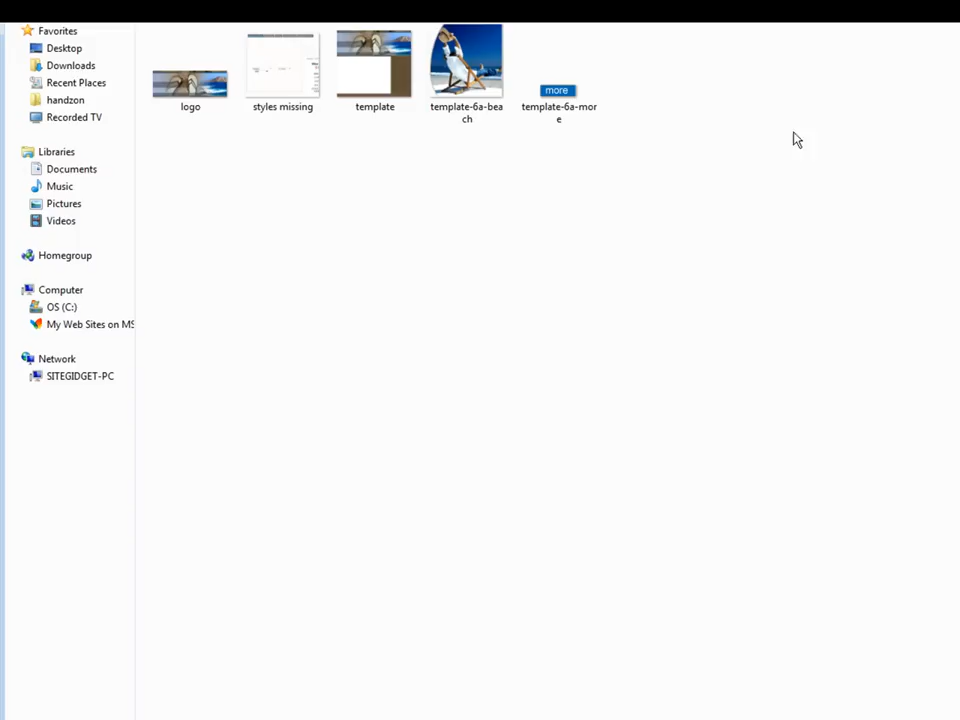 Favorites
Desktop
Downloads
Recent Places
handzon
Recorded TV
Libraries
Documents
Music
Pictures
Videos
Homegroup
Computer
OS (C:)
My Web Sites on MS
Network
SITEGIDGET-PC
logo
styles missing
template
template-6a-bea
ch
more
template-6a-mor
e